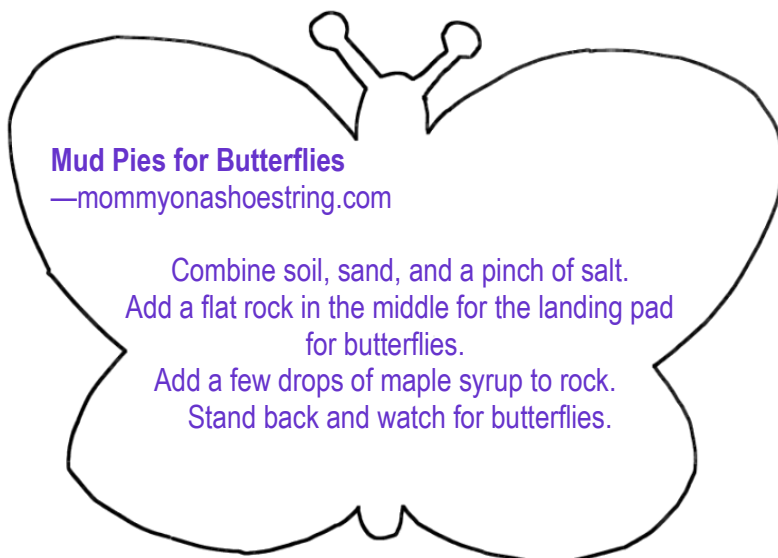 Mud Pies for Butterflies
—mommyonashoestring.com
Combine soil, sand, and a pinch of salt.
Add a flat rock in the middle for the landing pad
for butterflies.
Add a few drops of maple syrup to rock.
Stand back and watch for butterflies.